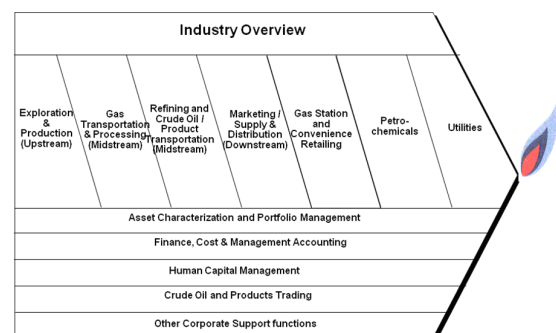 Industry Overview
Exploration
&
Production
(Upstream)
Gas
Transportation
& Processing
(Midstream)
Refining and
Crude Oil /
Product
Transportation
(Midstream)
Marketing /
Supply &
Distribution
(Downstream)
Gas Station
and
Convenience
Retailing
Petro-
chemicals
Utilities
Asset Characterization and Portfolio Management
Finance, Cost & Management Accounting
Human Capital Management
Crude Oil and Products Trading
Other Corporate Support functions